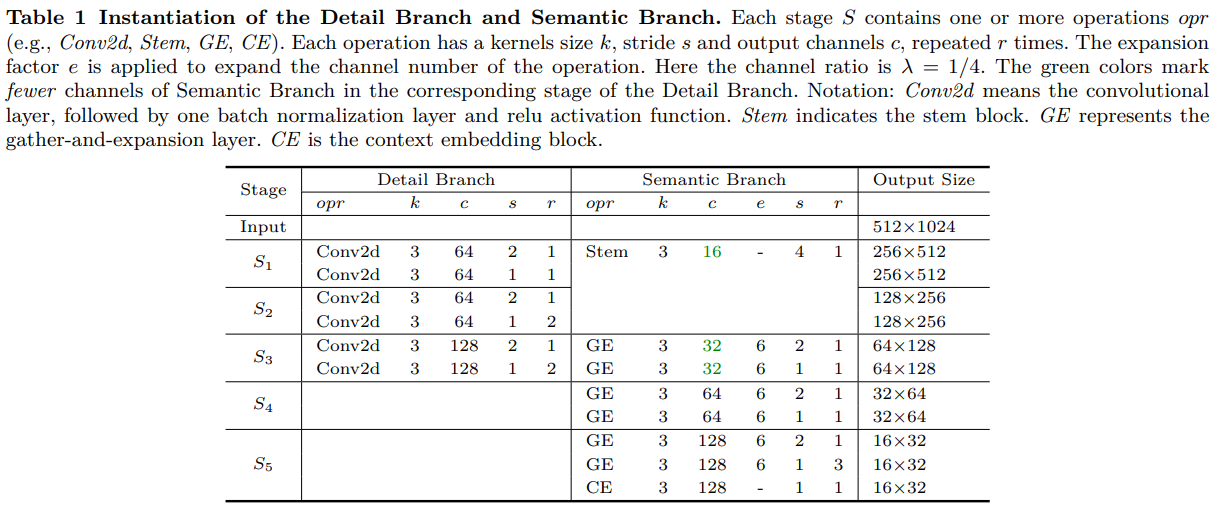 Table 1 Instantiation of the Detail Branch and Semantic Branch. Each stage S contains one or more operations opr
(e.g., Conv2d, Stem, GE, CE). Each operation has a kernels size k, stride s and output channels c, repeated r times. The expansion
factor e is applied to expand the channel number of the operation. Here the channel ratio is λ = 1/4. The green colors mark
fewer channels of Semantic Branch in the corresponding stage of the Detail Branch. Notation: Conv2d means the convolutional
layer, followed by one batch normalization layer and relu activation function. Stem indicates the stem block. GE represents the
gather-and-expansion layer. CE is the context embedding block.
Stage Detail Branch Semantic Branch Output Size
opr k c s r opr k c e s r
Input 512×1024
S1 Conv2d 3 64 2 1 Stem 3 16 - 4 1 256×512
Conv2d 3 64 1 1 256×512
S2 Conv2d 3 64 2 1 128×256
Conv2d 3 64 1 2 128×256
S3 Conv2d 3 128 2 1 GE 3 32 6 2 1 64×128
Conv2d 3 128 1 2 GE 3 32 6 1 1 64×128
S4 GE 3 64 6 2 1 32×64
GE 3 64 6 1 1 32×64
S5 GE 3 128 6 2 1 16×32
GE 3 128 6 1 3 16×32
CE 3 128 - 1 1 16×32